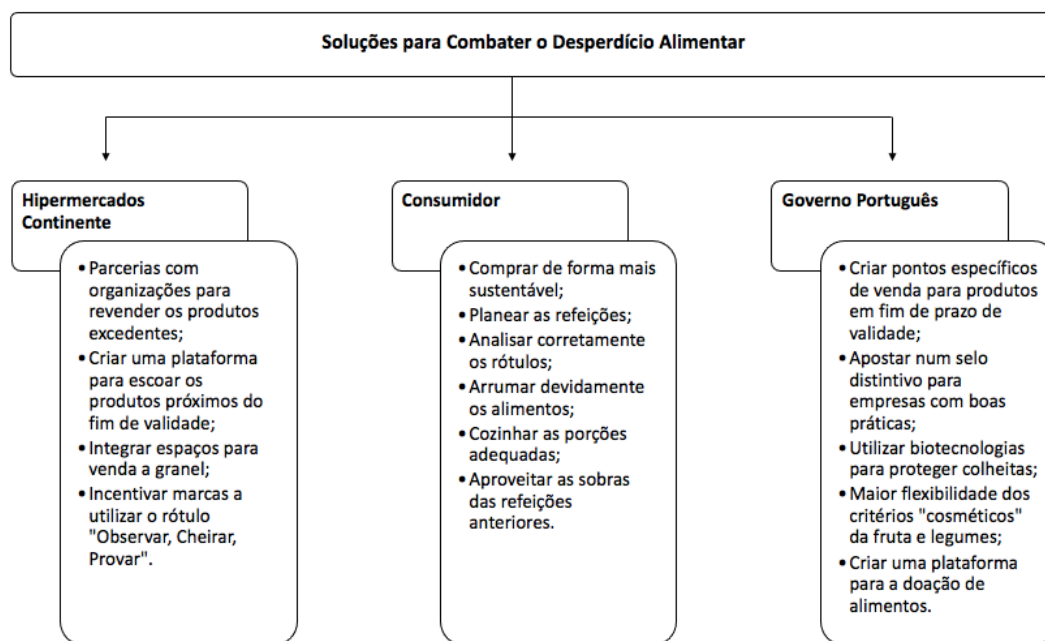 Soluções para Combater o Desperdício Alimentar
Hipermercados
Continente
• Parcerias com
organizações para
revender os produtos
excedentes;
• Criar uma plataforma
para escoar os
produtos próximos do
fim de validade;
• Integrar espaços para
venda a granel;
• Incentivar marcas a
utilizar o rótulo
"Observar, Cheirar,
Provar".
Consumidor
• Comprar de forma mais
sustentável;
• Planear as refeições;
• Analisar corretamente
os rótulos;
• Arrumar devidamente
os alimentos;
• Cozinhar as porções
adequadas;
• Aproveitar as sobras
das refeições
anteriores.
Governo Português
• Criar pontos específicos
de venda para produtos
em fim de prazo de
validade;
• Apostar num selo
distintivo para
empresas com boas
práticas;
• Utilizar biotecnologias
para proteger colheitas;
• Maior flexibilidade dos
critérios "cosméticos"
da fruta e legumes;
• Criar uma plataforma
para a doação de
alimentos.